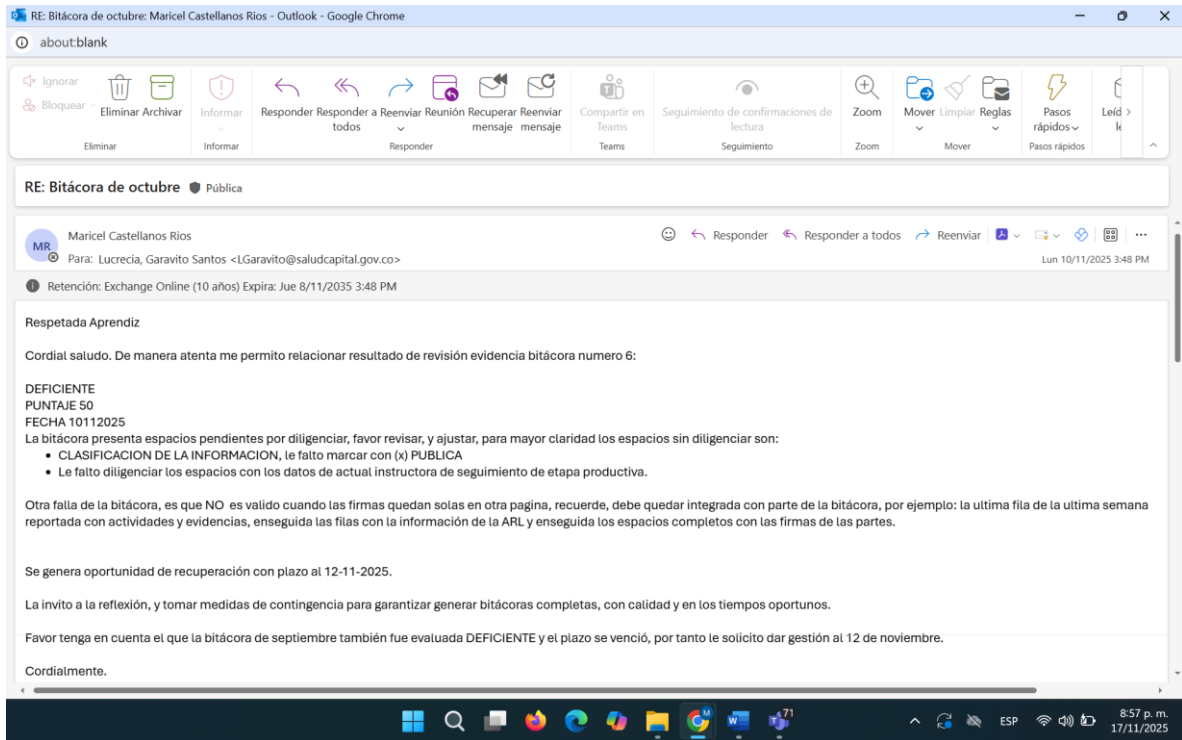 RE: Bitácora de octubre: Maricel Castellanos Rios - Outlook - Google Chrome
about:blank
Ignorar
Bloquear
Eliminar Archivar
Informar
Responder Responder a todos Reenviar Reunión Recuperar mensaje Reenviar mensaje
Compartir en Teams
Seguimiento de confirmaciones de lectura
Zoom
Mover Limpiar Reglas
Pasos rápidos
Eliminar Informar Responder Teams Seguimiento Zoom Mover Pasos rápidos
RE: Bitácora de octubre Pública
MR
Maricel Castellanos Rios
Responder Responder a todos Reenviar
Para: Lucrecia, Garavito Santos <LGaravito@saludcapital.gov.co>
Lun 10/11/2025 3:48 PM
Retención: Exchange Online (10 años) Expira: Jue 8/11/2035 3:48 PM
Respetada Aprendiz
Cordial saludo. De manera atenta me permito relacionar resultado de revisión evidencia bitácora numero 6:
DEFICIENTE
PUNTAJE 50
FECHA 10112025
La bitácora presenta espacios pendientes por diligenciar, favor revisar, y ajustar, para mayor claridad los espacios sin diligenciar son:
• CLASIFICACION DE LA INFORMACION, le falto marcar con (x) PUBLICA
• Le falto diligenciar los espacios con los datos de actual instructora de seguimiento de etapa productiva.
Otra falla de la bitácora, es que NO es valido cuando las firmas quedan solas en otra pagina, recuerde, debe quedar integrada con parte de la bitácora, por ejemplo: la ultima fila de la ultima semana
reportada con actividades y evidencias, enseguida las filas con la información de la ARL y enseguida los espacios completos con las firmas de las partes.
Se genera oportunidad de recuperación con plazo al 12-11-2025.
La invito a la reflexión, y tomar medidas de contingencia para garantizar generar bitácoras completas, con calidad y en los tiempos oportunos.
Favor tenga en cuenta el que la bitácora de septiembre también fue evaluada DEFICIENTE y el plazo se venció, por tanto le solicito dar gestión al 12 de noviembre.
Cordialmente.
71
ESP
8:57 p. m.
17/11/2025